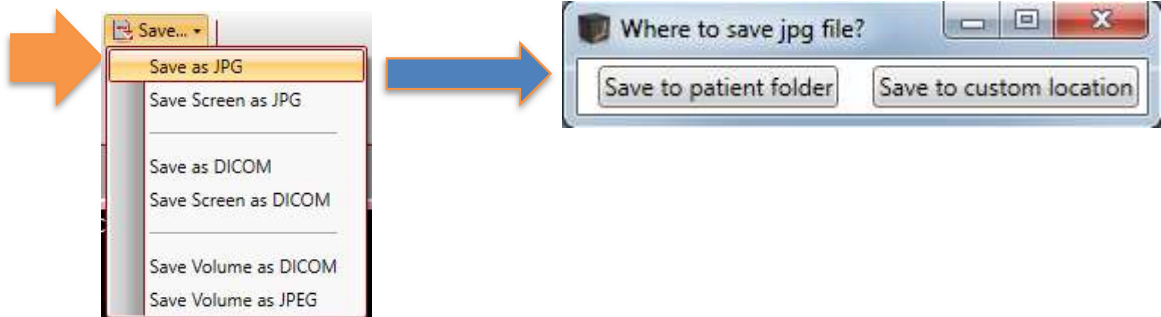 Save...
Save as JPG
Save Screen as JPG
Save as DICOM
Save Screen as DICOM
Save Volume as DICOM
Save Volume as JPEG
Where to save jpg file?
Save to patient folder
Save to custom location